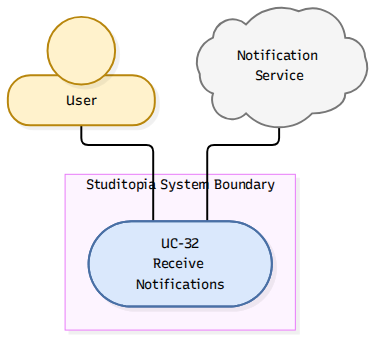 User
Notification
Service
Studitopia System Boundary
UC-32
Receive
Notifications